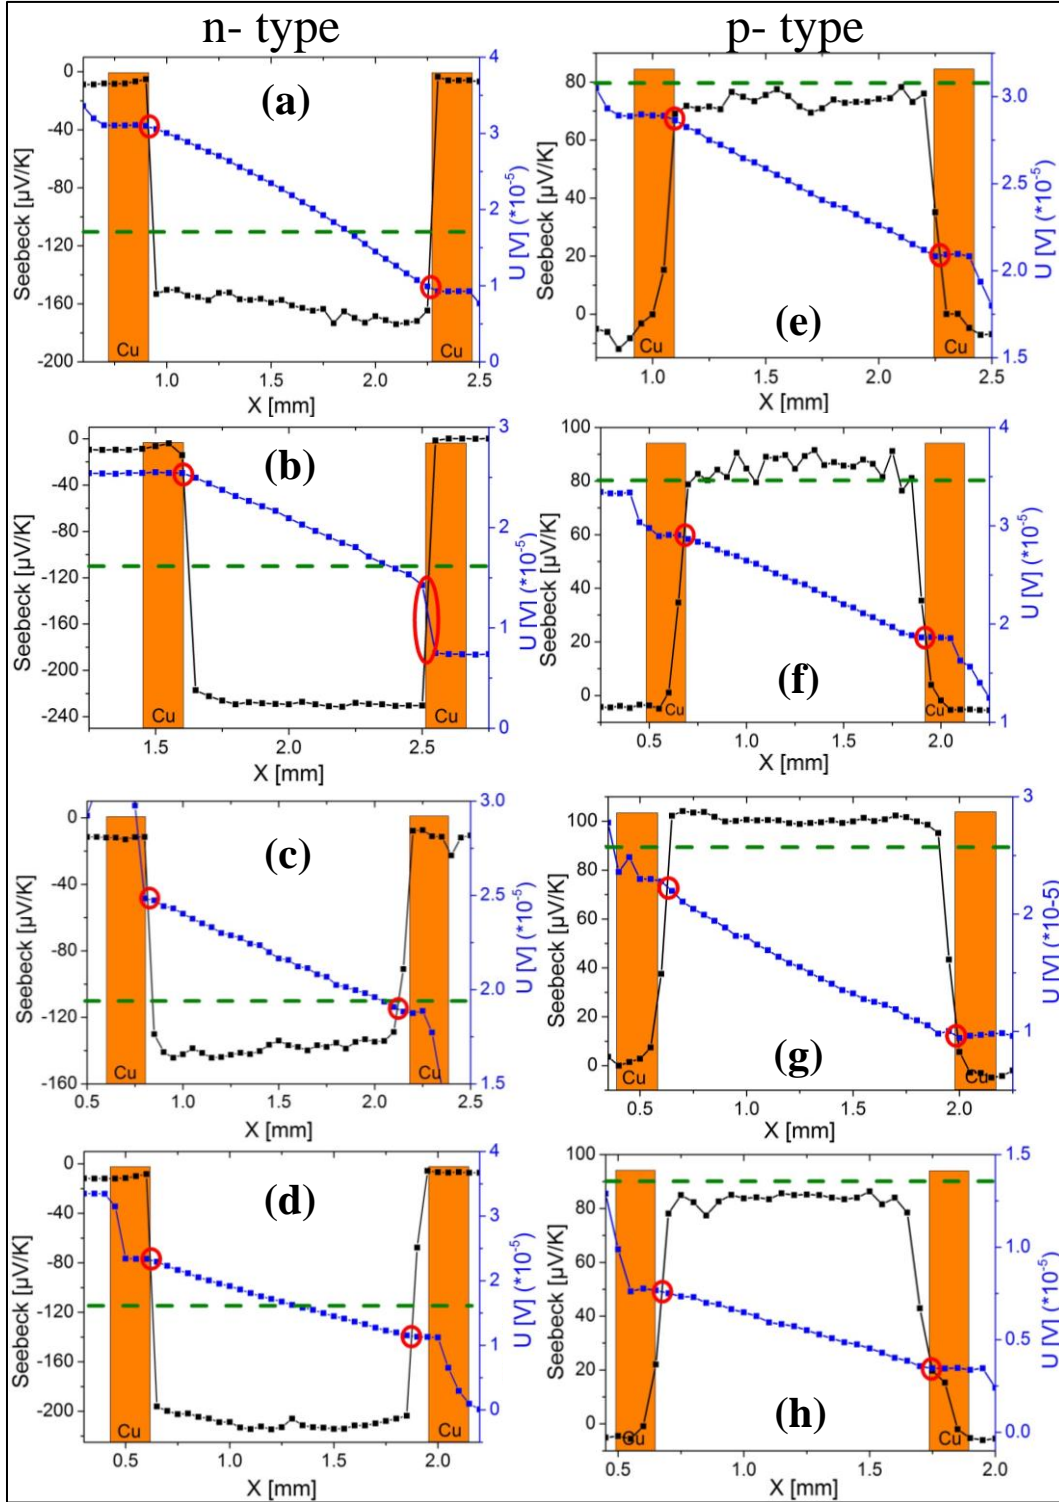 n- type
p- type
(a)
0
-40
-80
-120
-160
-200
Seebeck [µV/K]
4
3
2
1
0
U [V] (*10⁻⁵)
Cu
Cu
1.0
1.5
2.0
2.5
X [mm]
(e)
80
60
40
20
0
Seebeck [µV/K]
3.0
2.5
2.0
1.5
U [V] (*10⁻⁵)
Cu
Cu
1.0
1.5
2.0
2.5
X [mm]
(b)
0
-40
-80
-120
-160
-200
-240
Seebeck [µV/K]
3
2
1
0
U [V] (*10⁻⁵)
Cu
Cu
1.5
2.0
2.5
X [mm]
(f)
100
80
60
40
20
0
Seebeck [µV/K]
4
3
2
1
U [V] (*10⁻⁵)
Cu
Cu
0.5
1.0
1.5
2.0
X [mm]
(c)
0
-40
-80
-120
-160
Seebeck [µV/K]
3.0
2.5
2.0
1.5
U [V] (*10⁻⁵)
Cu
Cu
0.5
1.0
1.5
2.0
2.5
X [mm]
(g)
100
80
60
40
20
0
Seebeck [µV/K]
3
2
1
U [V] (*10-5)
Cu
Cu
0.5
1.0
1.5
2.0
X [mm]
(d)
0
-40
-80
-120
-160
-200
Seebeck [µV/K]
4
3
2
1
0
U [V] (*10⁻⁵)
Cu
Cu
0.5
1.0
1.5
2.0
X [mm]
(h)
100
80
60
40
20
0
Seebeck [µV/K]
1.5
1.0
0.5
0.0
U [V] (*10⁻⁵)
Cu
Cu
0.5
1.0
1.5
2.0
X [mm]